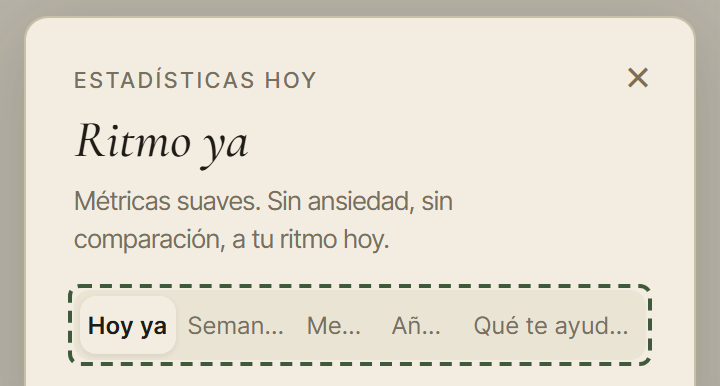 ESTADÍSTICAS HOY
Ritmo ya
Métricas suaves. Sin ansiedad, sin
comparación, a tu ritmo hoy.
Hoy ya Seman... Me... Añ... Qué te ayud...